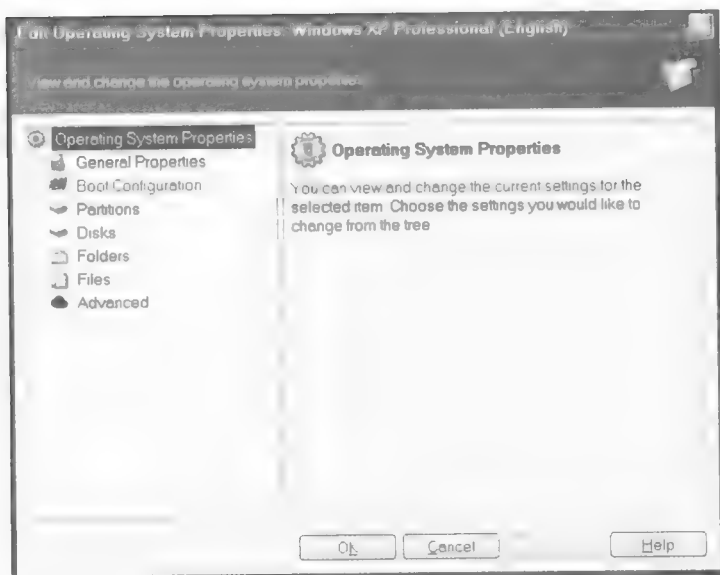 Edit Operating System Properties: Windows XP Professional (English)
View and change the operating system properties
Operating System Properties
General Properties
Boot Configuration
Partitions
Disks
Folders
Files
Advanced
Operating System Properties
You can view and change the current settings for the
selected item. Choose the settings you would like to
change from the tree
OK
Cancel
Help